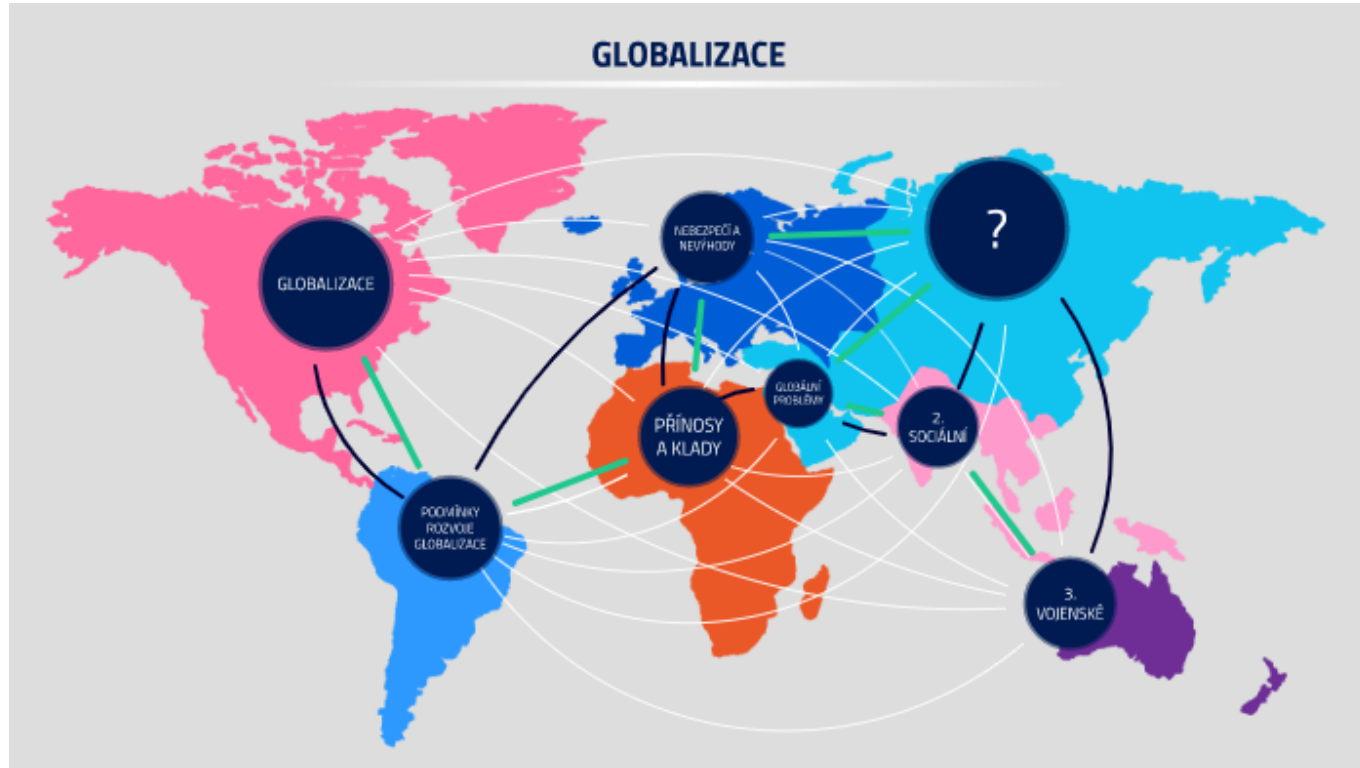 GLOBALIZACE
GLOBALIZACE
NEBEZPEČÍ A
NEVÝHODY
?
PŘÍNOSY
A KLADY
GLOBÁLNÍ
PROBLÉMY
2.
SOCIÁLNÍ
PODMÍNKY
ROZVOJE
GLOBALIZACE
3.
VOJENSKÉ